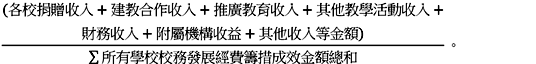 (各校捐贈收入 + 建教合作收入 + 推廣教育收入 + 其他教學活動收入 +
財務收入 + 附屬機構收益 + 其他收入等金額)
∑所有學校校務發展經費籌措成效金額總和
。